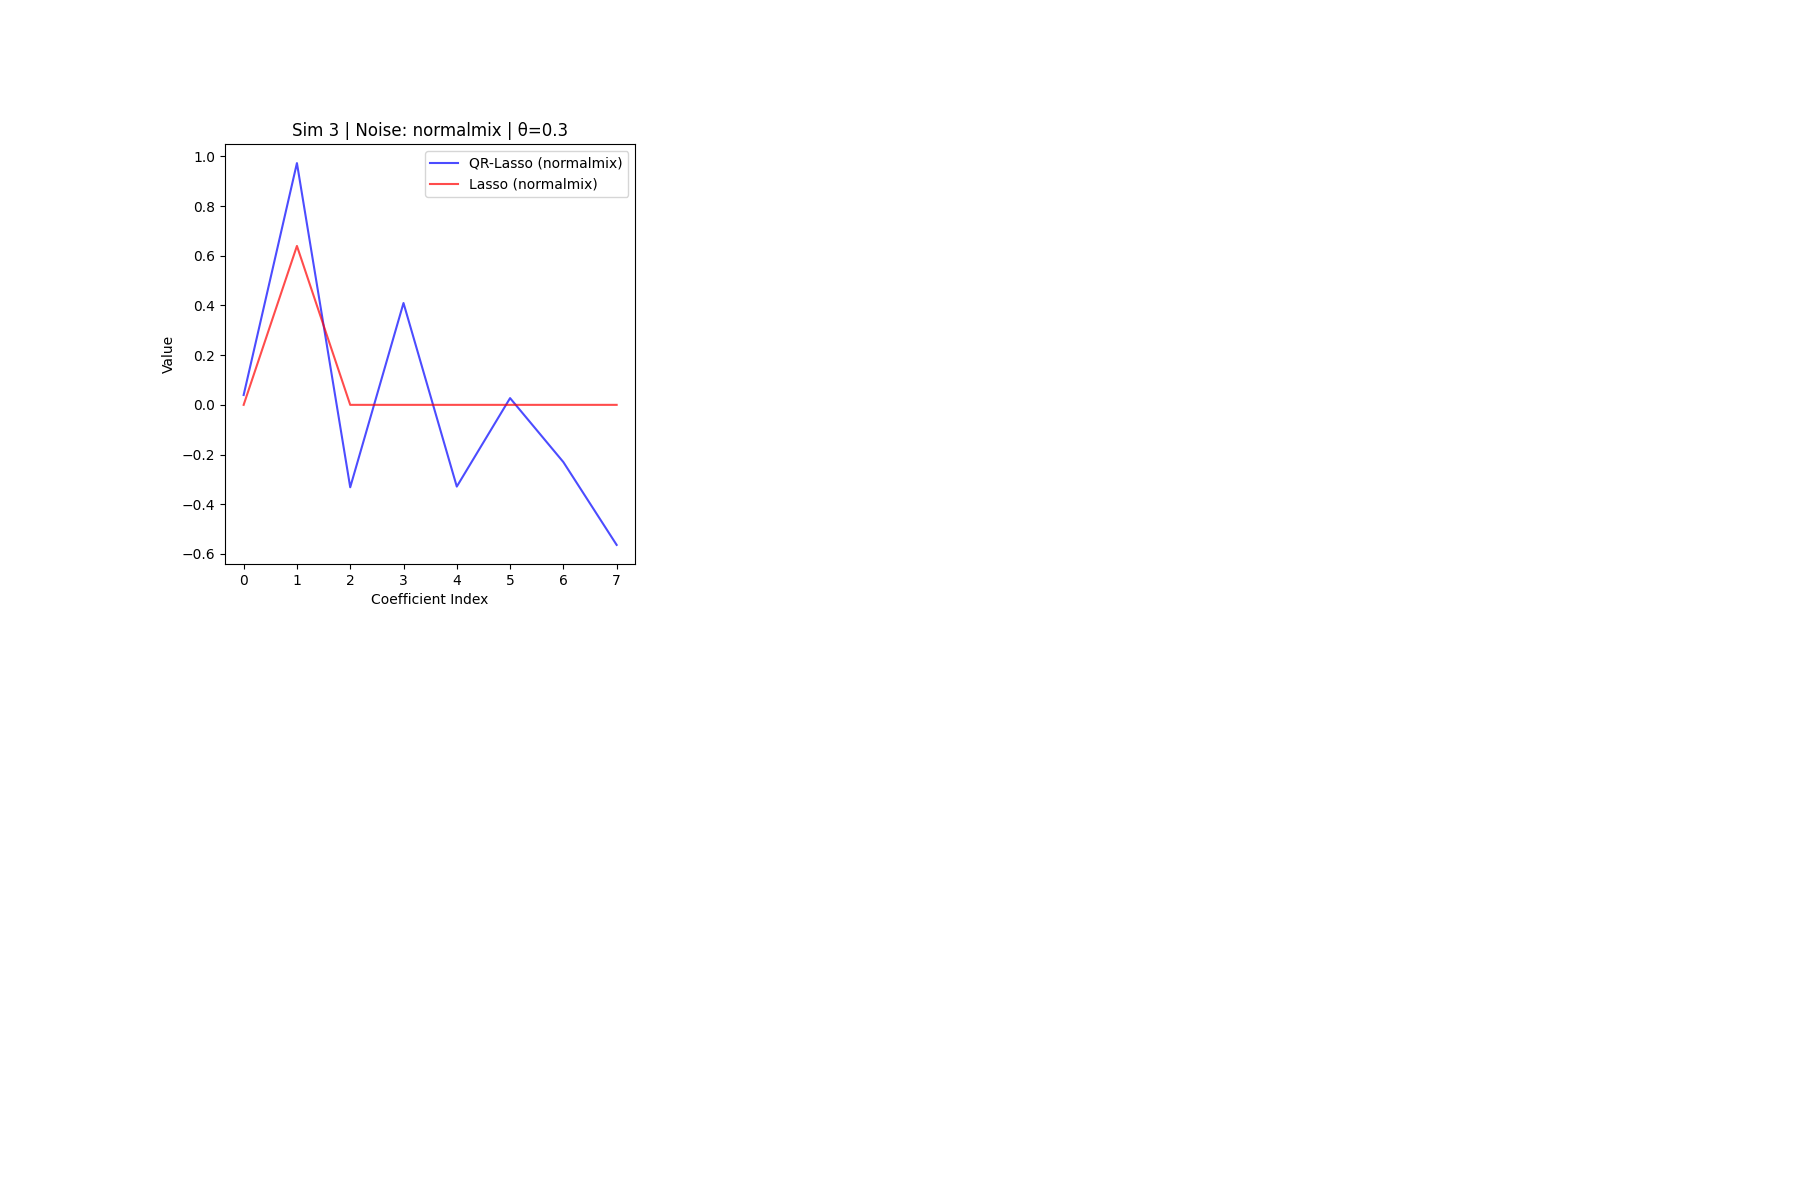 Sim 3 | Noise: normalmix | θ=0.3
QR-Lasso (normalmix)
Lasso (normalmix)
Value
1.0
0.8
0.6
0.4
0.2
0.0
−0.2
−0.4
−0.6
0 1 2 3 4 5 6 7
Coefficient Index